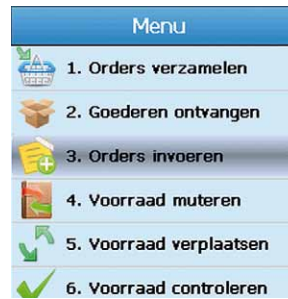 Menu
1. Orders verzamelen
2. Goederen ontvangen
3. Orders invoeren
4. Voorraad muteren
5. Voorraad verplaatsen
6. Voorraad controleren